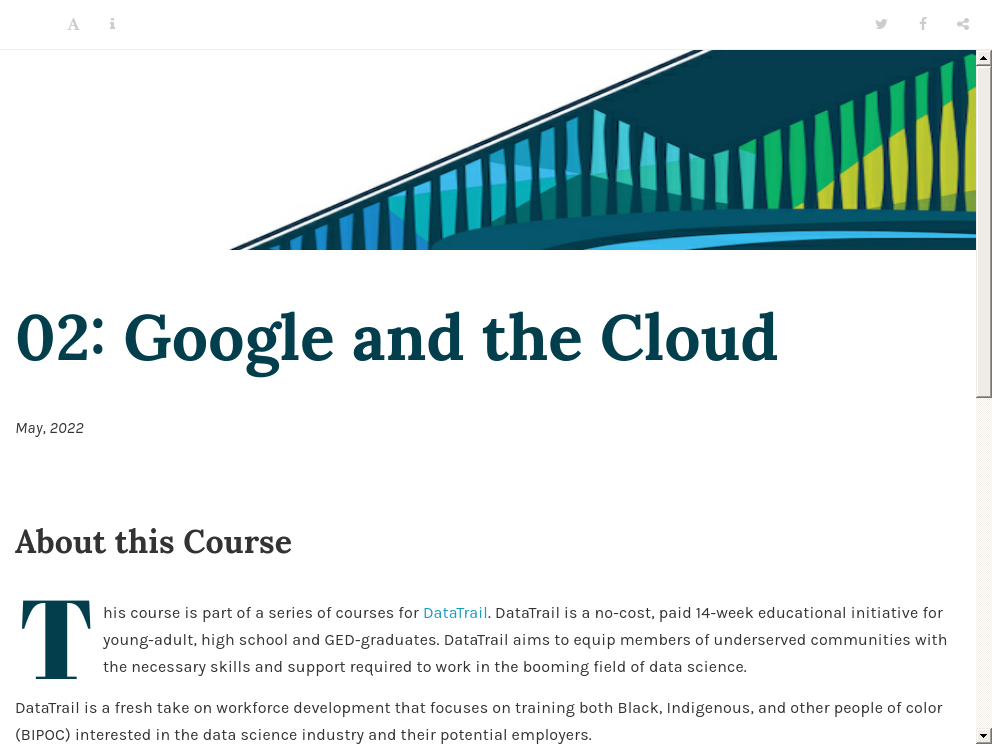 02: Google and the Cloud
May, 2022
About this Course
This course is part of a series of courses for DataTrail. DataTrail is a no-cost, paid 14-week educational initiative for
young-adult, high school and GED-graduates. DataTrail aims to equip members of underserved communities with
the necessary skills and support required to work in the booming field of data science.
DataTrail is a fresh take on workforce development that focuses on training both Black, Indigenous, and other people of color
(BIPOC) interested in the data science industry and their potential employers.